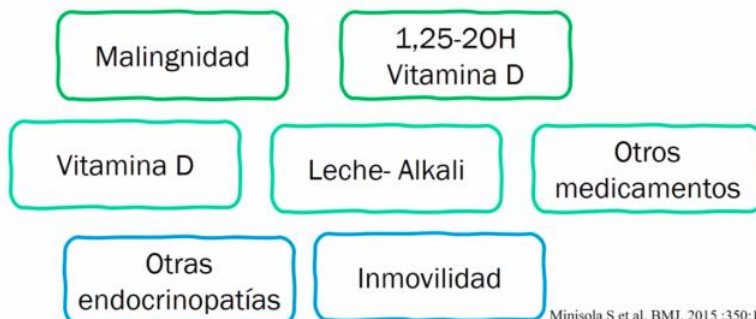 Malingnidad
1,25-2OH
Vitamina D
Vitamina D
Leche- Alkali
Otros
medicamentos
Otras
endocrinopatías
Inmovilidad
Minisola S et al. BMJ. 2015 ;350: